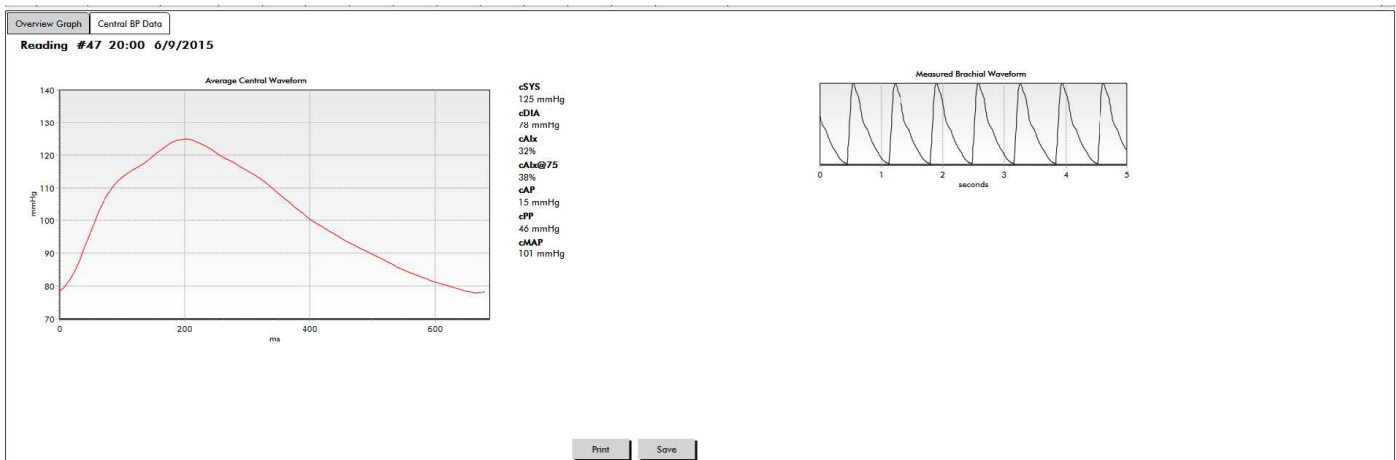 Overview Graph
Central BP Data
Reading #47 20:00 6/9/2015
Average Central Waveform
140
130
120
110
100
90
80
70
mmHg
0
200
400
600
ms
cSYS
125 mmHg
cDIA
78 mmHg
cAIx
32%
cAIx@75
38%
cAP
15 mmHg
cPP
46 mmHg
cMAP
101 mmHg
Measured Brachial Waveform
0
1
2
3
4
5
seconds
Print
Save